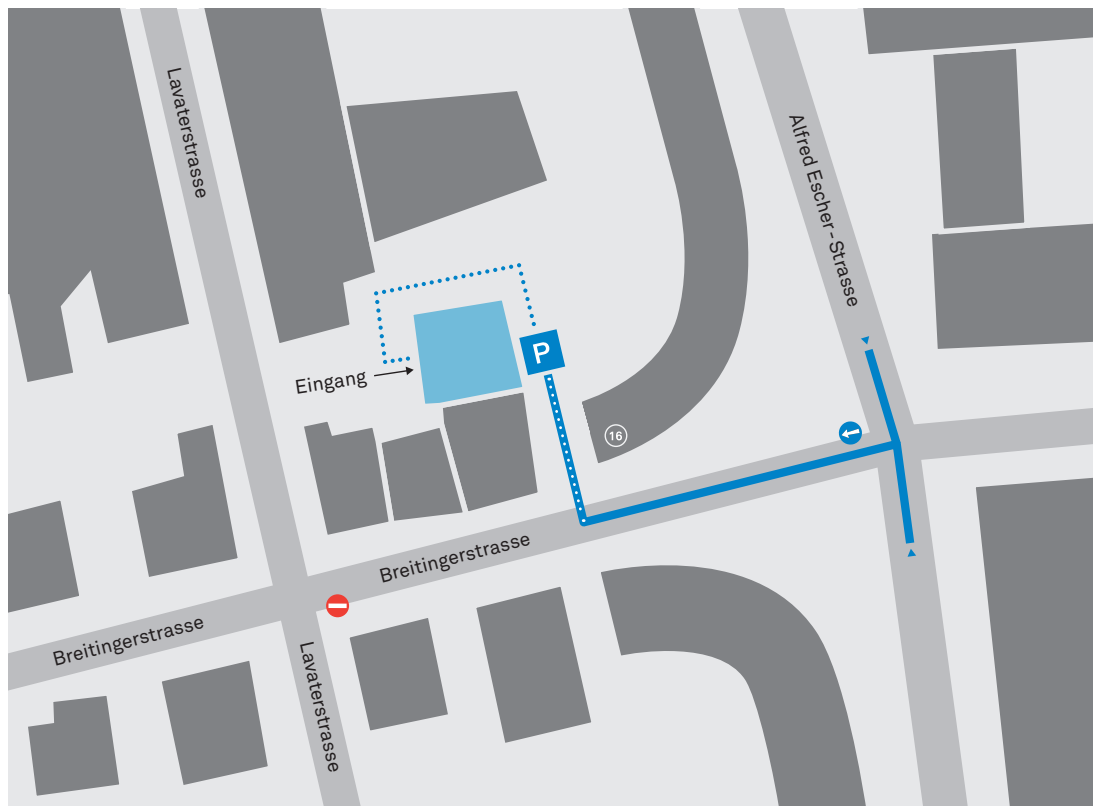 Lavaterstrasse
Alfred Escher-Strasse
P
Eingang
16
Breitingerstrasse
Breitingerstrasse
Lavaterstrasse